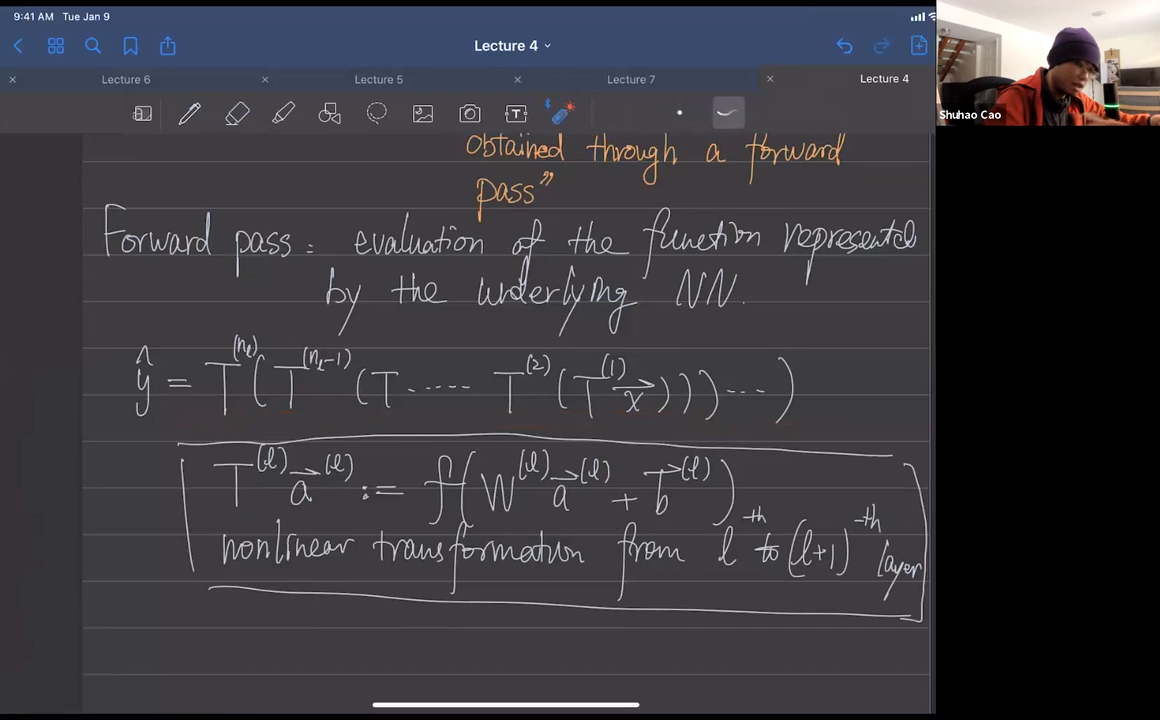 9:41 AM Tue Jan 9
Lecture 4
Lecture 6
Lecture 5
Lecture 7
Lecture 4
Shuhao Cao
Obtained through a forward
pass”
Forward pass: evaluation of the function represented
by the underlying NN.
ŷ = T^(n_l) (T^(n_l-1) (T ····· T^(2) (T^(1) x⃗))) ··· )
T^(l) a⃗^(l) := f(W^(l) a⃗^(l) + b⃗^(l))
nonlinear transformation from l^-th to (l+1)^-th layer